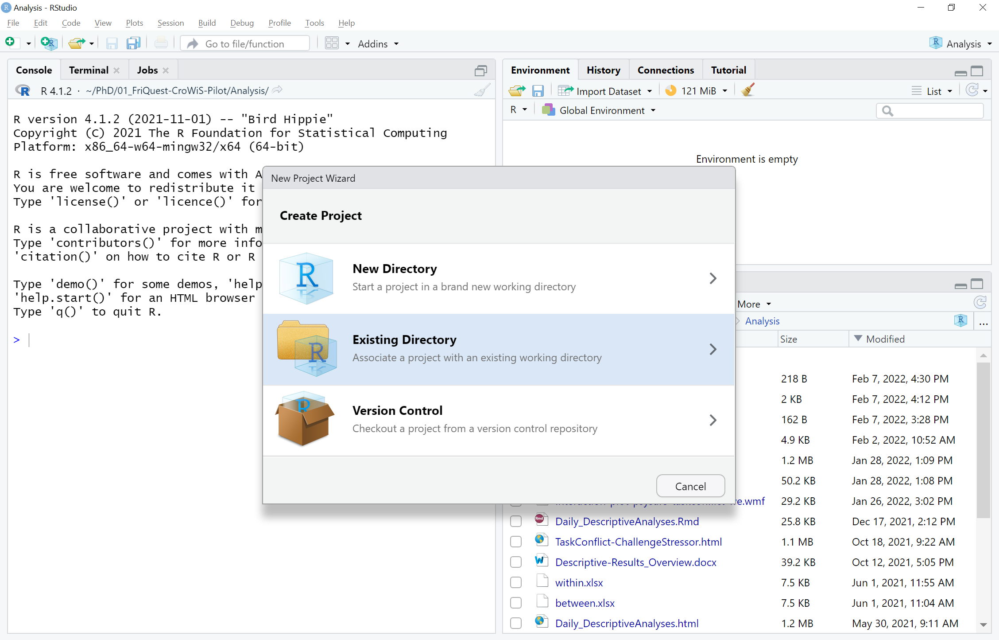 Analysis - RStudio
File Edit Code View Plots Session Build Debug Profile Tools Help
Go to file/function Addins Analysis
Console Terminal Jobs
R 4.1.2 · ~/PhD/01_FriQuest-CroWiS-Pilot/Analysis/
R version 4.1.2 (2021-11-01) -- "Bird Hippie"
Copyright (C) 2021 The R Foundation for Statistical Computing
Platform: x86_64-w64-mingw32/x64 (64-bit)
R is free software and comes with A
You are welcome to redistribute it
Type 'license()' or 'licence()' for
R is a collaborative project with m
Type 'contributors()' for more info
'citation()' on how to cite R or R
Type 'demo()' for some demos, 'help
'help.start()' for an HTML browser
Type 'q()' to quit R.
>
Environment History Connections Tutorial
Import Dataset 121 MiB List
R Global Environment
Environment is empty
New Project Wizard
Create Project
New Directory
Start a project in a brand new working directory
Existing Directory
Associate a project with an existing working directory
Version Control
Checkout a project from a version control repository
Cancel
More
Analysis ...
Size Modified
218 B Feb 7, 2022, 4:30 PM
2 KB Feb 7, 2022, 4:12 PM
162 B Feb 7, 2022, 3:28 PM
4.9 KB Feb 2, 2022, 10:52 AM
1.2 MB Jan 28, 2022, 1:09 PM
50.2 KB Jan 28, 2022, 1:08 PM
e.wmf 29.2 KB Jan 26, 2022, 3:02 PM
Daily_DescriptiveAnalyses.Rmd 25.8 KB Dec 17, 2021, 2:12 PM
TaskConflict-ChallengeStressor.html 1.1 MB Oct 18, 2021, 9:22 AM
Descriptive-Results_Overview.docx 39.2 KB Oct 12, 2021, 5:05 PM
within.xlsx 7.5 KB Jun 1, 2021, 11:55 AM
between.xlsx 7.5 KB Jun 1, 2021, 11:04 AM
Daily_DescriptiveAnalyses.html 1.2 MB May 30, 2021, 9:11 AM